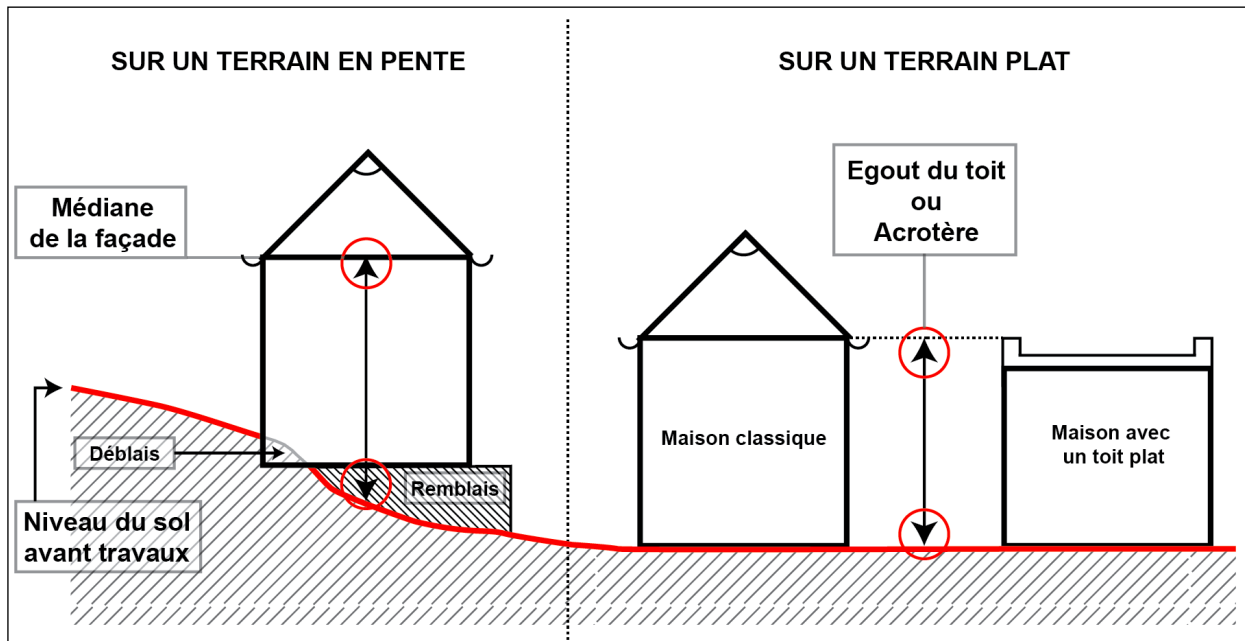 SUR UN TERRAIN EN PENTE
SUR UN TERRAIN PLAT
Médiane
de la façade
Egout du toit
ou
Acrotère
Déblais
Remblais
Niveau du sol
avant travaux
Maison classique
Maison avec
un toit plat